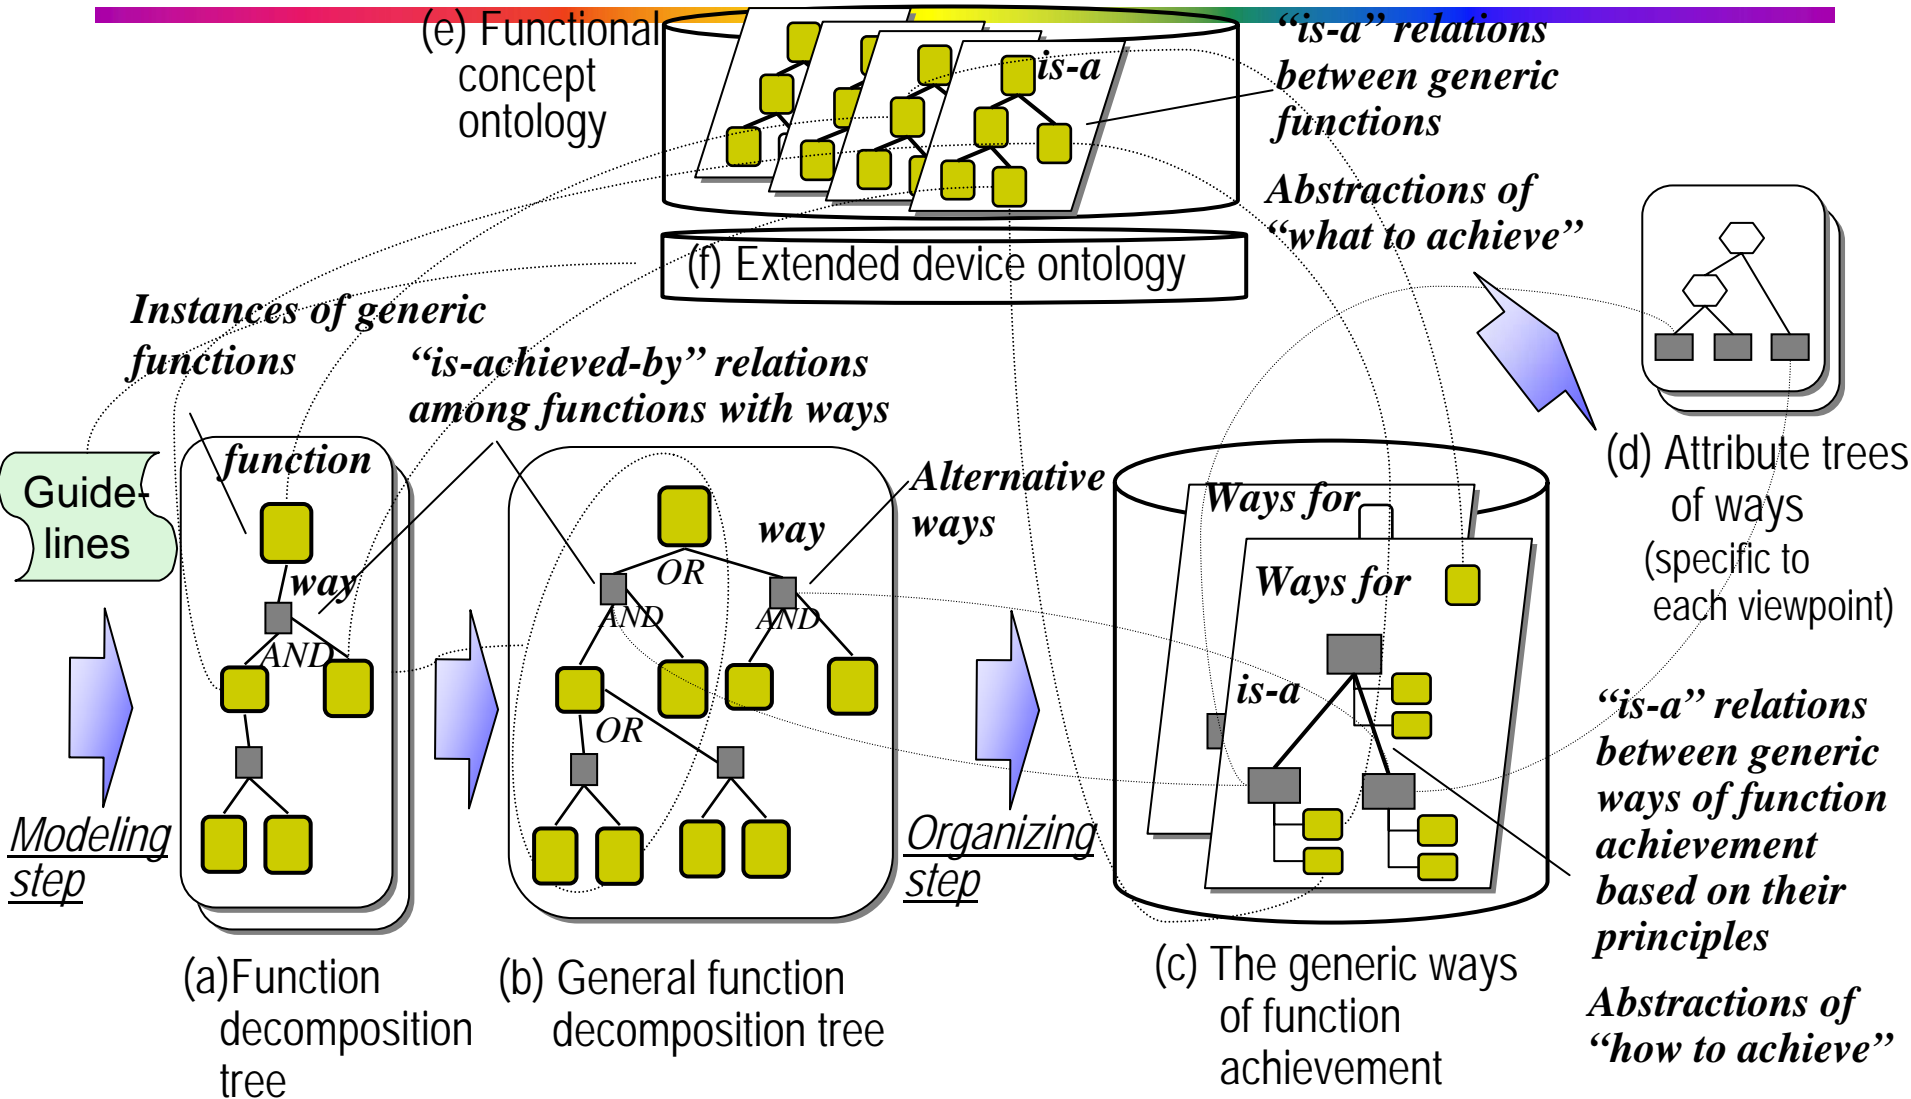 (e) Functional
concept
ontology
is-a
“is-a” relations
between generic
functions
Abstractions of
“what to achieve”
(f) Extended device ontology
Instances of generic
functions
“is-achieved-by” relations
among functions with ways
Guide-
lines
function
way
AND
OR
way
AND
AND
OR
Alternative
ways
Ways for
Ways for
is-a
(d) Attribute trees
of ways
(specific to
each viewpoint)
“is-a” relations
between generic
ways of function
achievement
based on their
principles
Abstractions of
“how to achieve”
Modeling
step
Organizing
step
(a)Function
decomposition
tree
(b) General function
decomposition tree
(c) The generic ways
of function
achievement